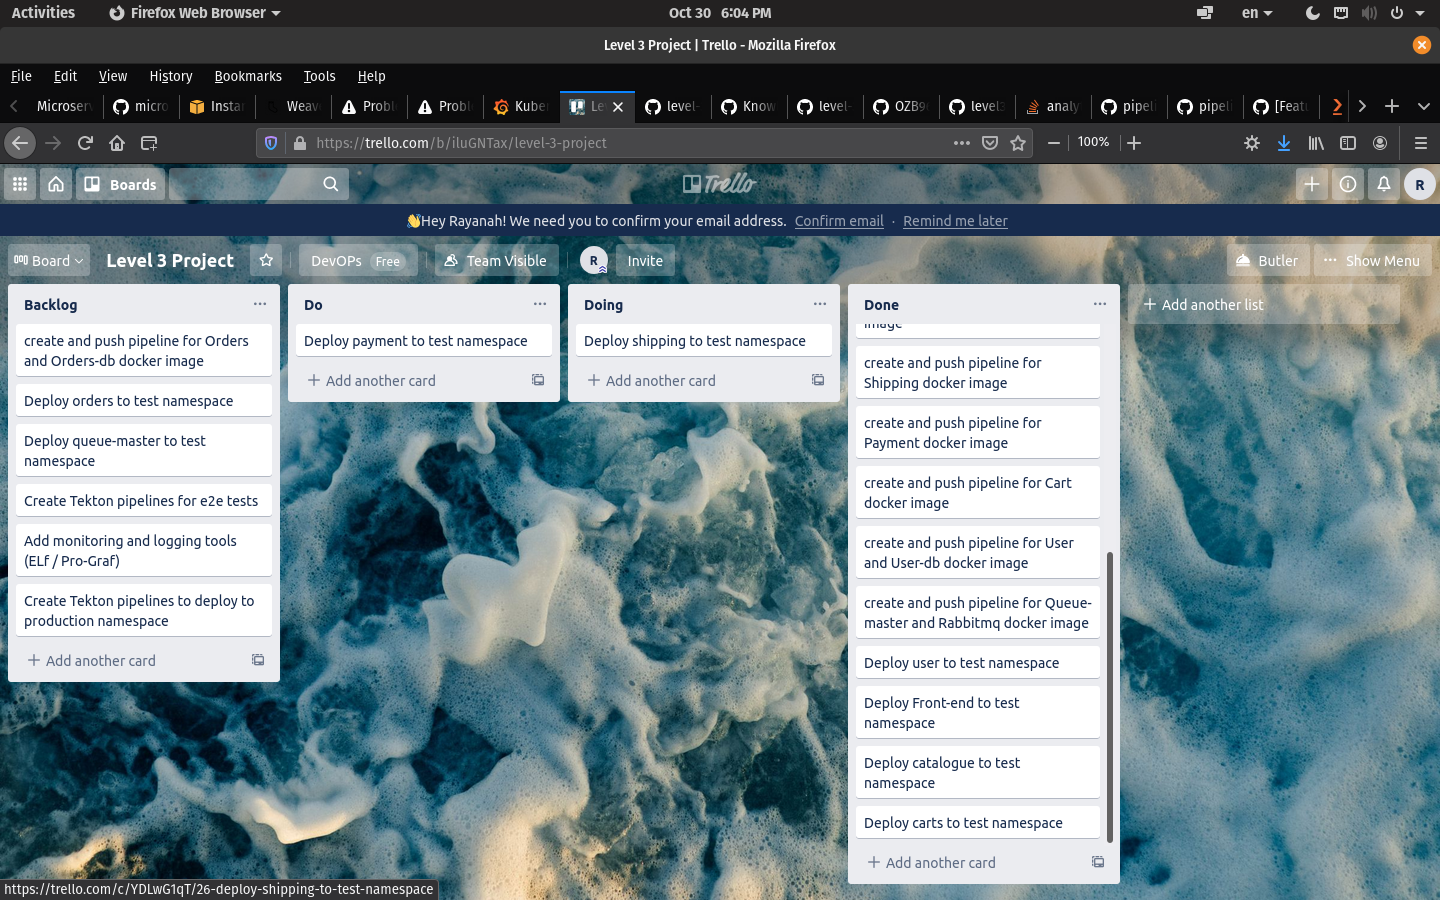 Activities
Firefox Web Browser
Oct 30 6:04 PM
en
Level 3 Project | Trello - Mozilla Firefox
File Edit View History Bookmarks Tools Help
Microserv
micro
Instan
Weave
Proble
Proble
Kuber
Le
level-
Know
level-
OZB9
level3
analy
pipeli
pipeli
[Featu
https://trello.com/b/iluGNTax/level-3-project
100%
Boards
Trello
R
👋Hey Rayanah! We need you to confirm your email address. Confirm email · Remind me later
Board
Level 3 Project
DevOPs Free
Team Visible
R
Invite
Butler
Show Menu
Backlog
create and push pipeline for Orders
and Orders-db docker image
Deploy orders to test namespace
Deploy queue-master to test
namespace
Create Tekton pipelines for e2e tests
Add monitoring and logging tools
(ELf / Pro-Graf)
Create Tekton pipelines to deploy to
production namespace
Add another card
Do
Deploy payment to test namespace
Add another card
Doing
Deploy shipping to test namespace
Add another card
Done
image
create and push pipeline for
Shipping docker image
create and push pipeline for
Payment docker image
create and push pipeline for Cart
docker image
create and push pipeline for User
and User-db docker image
create and push pipeline for Queue-
master and Rabbitmq docker image
Deploy user to test namespace
Deploy Front-end to test
namespace
Deploy catalogue to test
namespace
Deploy carts to test namespace
Add another card
Add another list
https://trello.com/c/YDLwG1qT/26-deploy-shipping-to-test-namespace